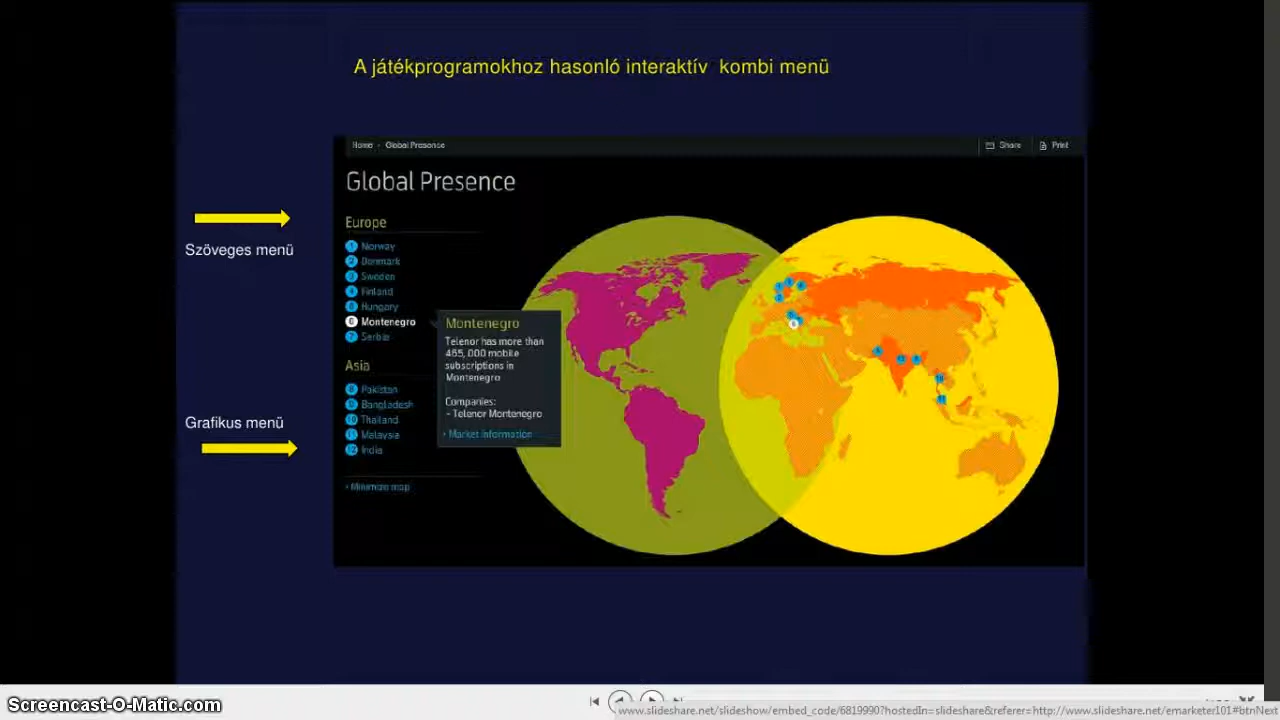 A játékprogramokhoz hasonló interaktív kombi menü
Home › Global Presence
Share
Print
Global Presence
Szöveges menü
Europe
1 Norway
2 Denmark
3 Sweden
4 Finland
5 Hungary
6 Montenegro
7 Serbia
Asia
8 Pakistan
9 Bangladesh
10 Thailand
11 Malaysia
12 India
› Minimize map
Montenegro
Telenor has more than
465,000 mobile
subscriptions in
Montenegro
Companies:
- Telenor Montenegro
› Market Information
Grafikus menü
Screencast-O-Matic.com
www.slideshare.net/slideshow/embed_code/6819990?hostedIn=slideshare&referer=http://www.slideshare.net/emarketer101#btnNext